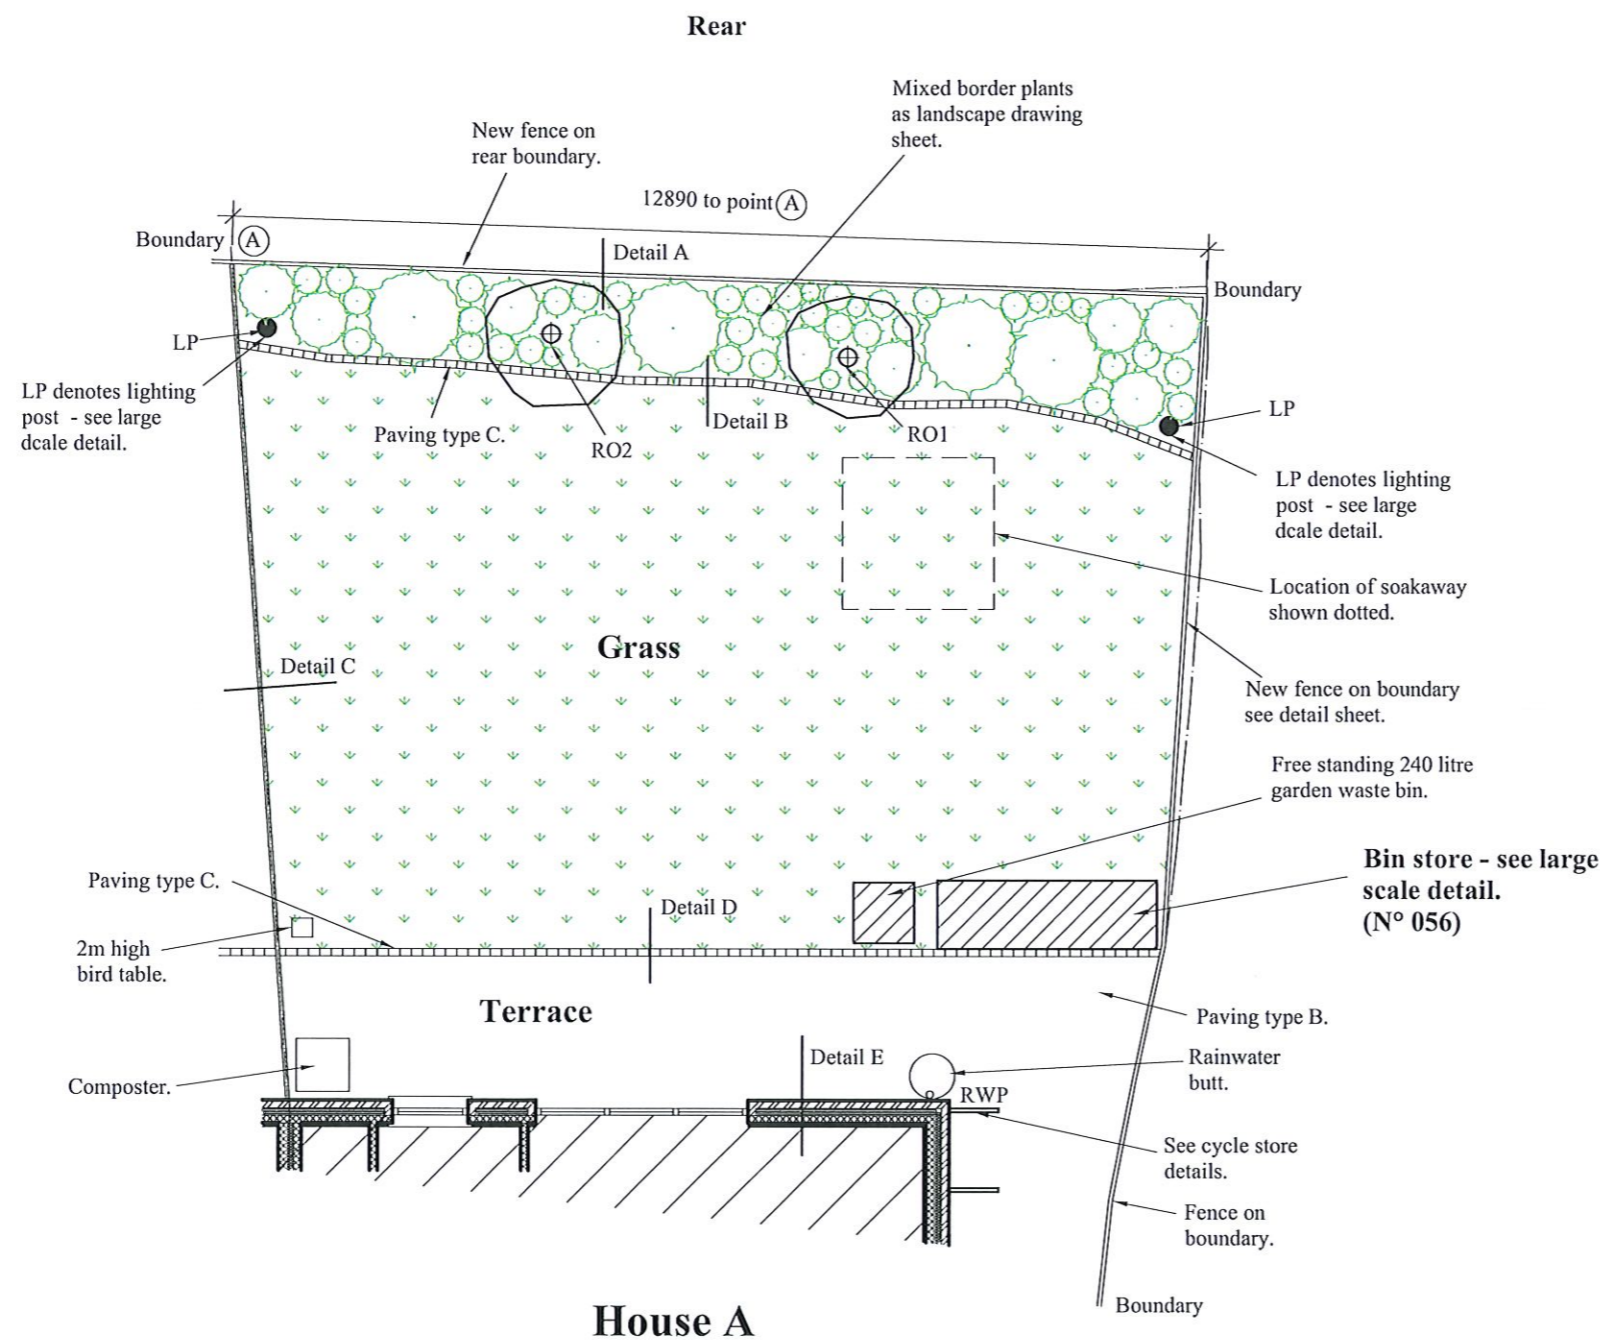 Rear
Mixed border plants
as landscape drawing
sheet.
New fence on
rear boundary.
12890 to point A
Boundary A
Detail A
Boundary
LP
LP denotes lighting
post - see large
dcale detail.
Paving type C.
RO2
Detail B
RO1
LP
LP denotes lighting
post - see large
dcale detail.
Location of soakaway
shown dotted.
Grass
Detail C
New fence on boundary
see detail sheet.
Free standing 240 litre
garden waste bin.
Bin store - see large
scale detail.
(N° 056)
Paving type C.
Detail D
2m high
bird table.
Terrace
Paving type B.
Composter.
Detail E
Rainwater
butt.
RWP
See cycle store
details.
Fence on
boundary.
Boundary
House A